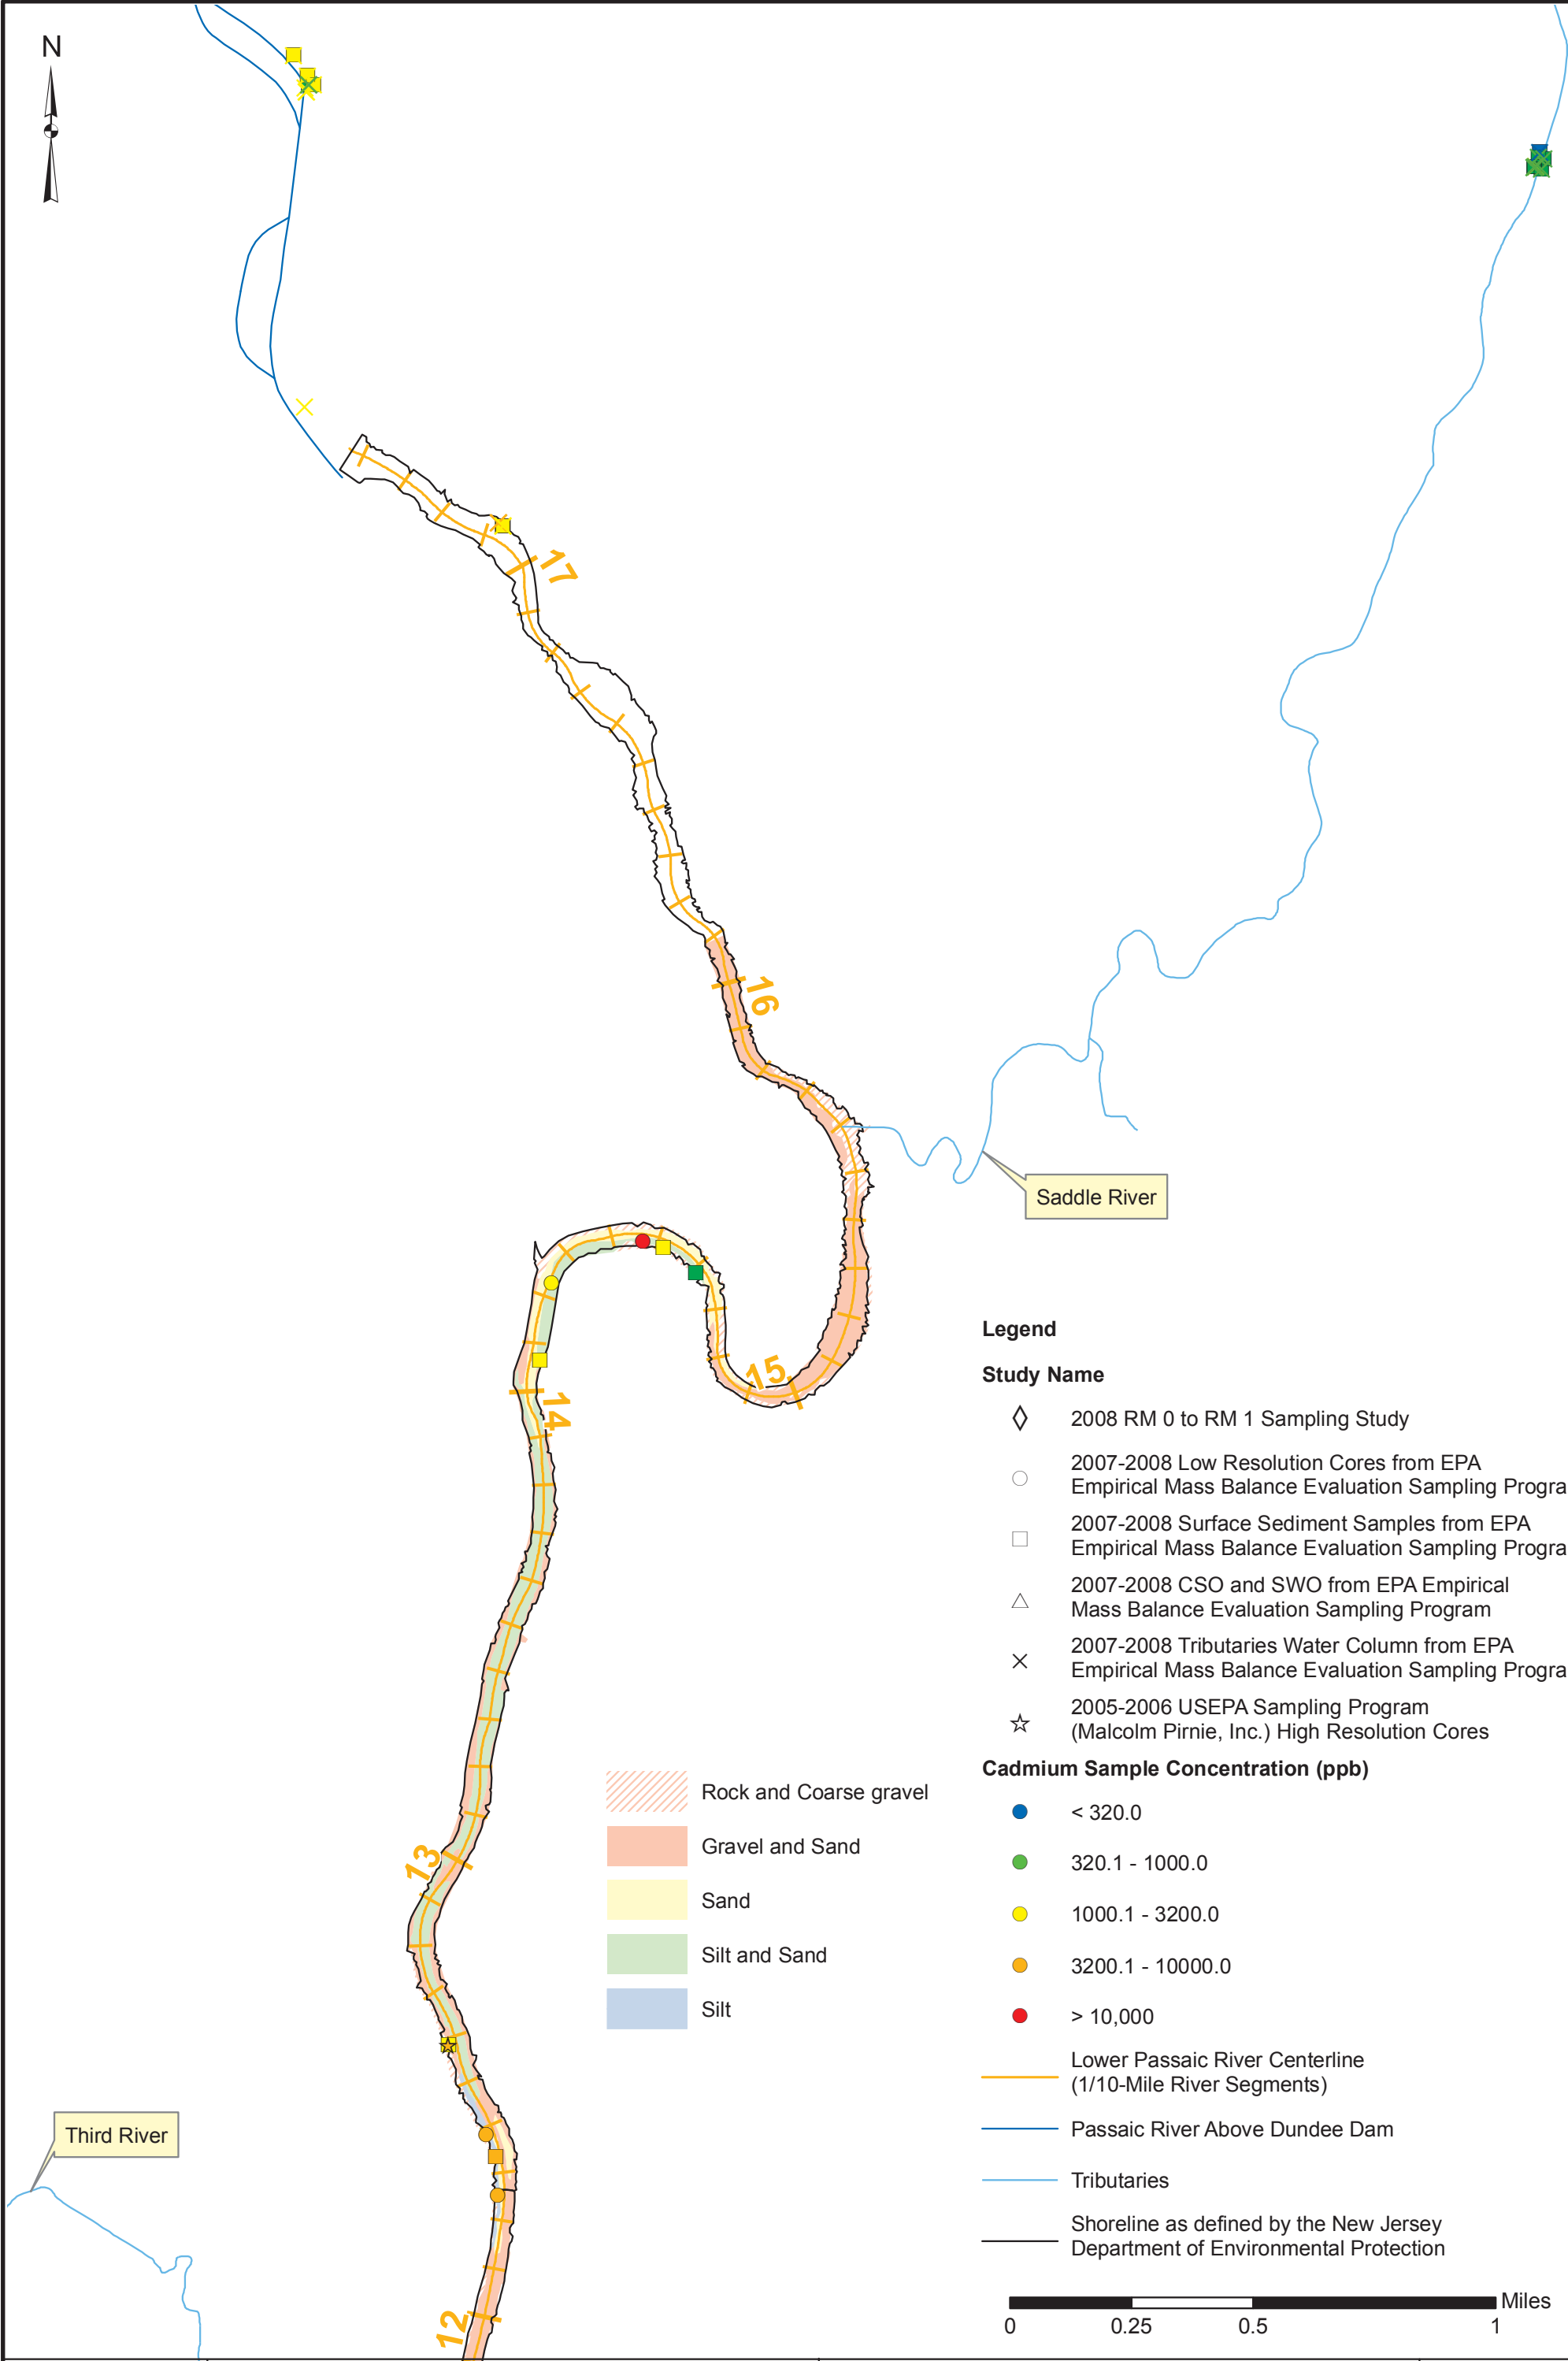 N
17
16
Saddle River
15
14
13
Third River
12
Rock and Coarse gravel
Gravel and Sand
Sand
Silt and Sand
Silt
Legend
Study Name
2008 RM 0 to RM 1 Sampling Study
2007-2008 Low Resolution Cores from EPA
Empirical Mass Balance Evaluation Sampling Progra
2007-2008 Surface Sediment Samples from EPA
Empirical Mass Balance Evaluation Sampling Progra
2007-2008 CSO and SWO from EPA Empirical
Mass Balance Evaluation Sampling Program
2007-2008 Tributaries Water Column from EPA
Empirical Mass Balance Evaluation Sampling Progra
2005-2006 USEPA Sampling Program
(Malcolm Pirnie, Inc.) High Resolution Cores
Cadmium Sample Concentration (ppb)
< 320.0
320.1 - 1000.0
1000.1 - 3200.0
3200.1 - 10000.0
> 10,000
Lower Passaic River Centerline
(1/10-Mile River Segments)
Passaic River Above Dundee Dam
Tributaries
Shoreline as defined by the New Jersey
Department of Environmental Protection
Miles
0 0.25 0.5 1